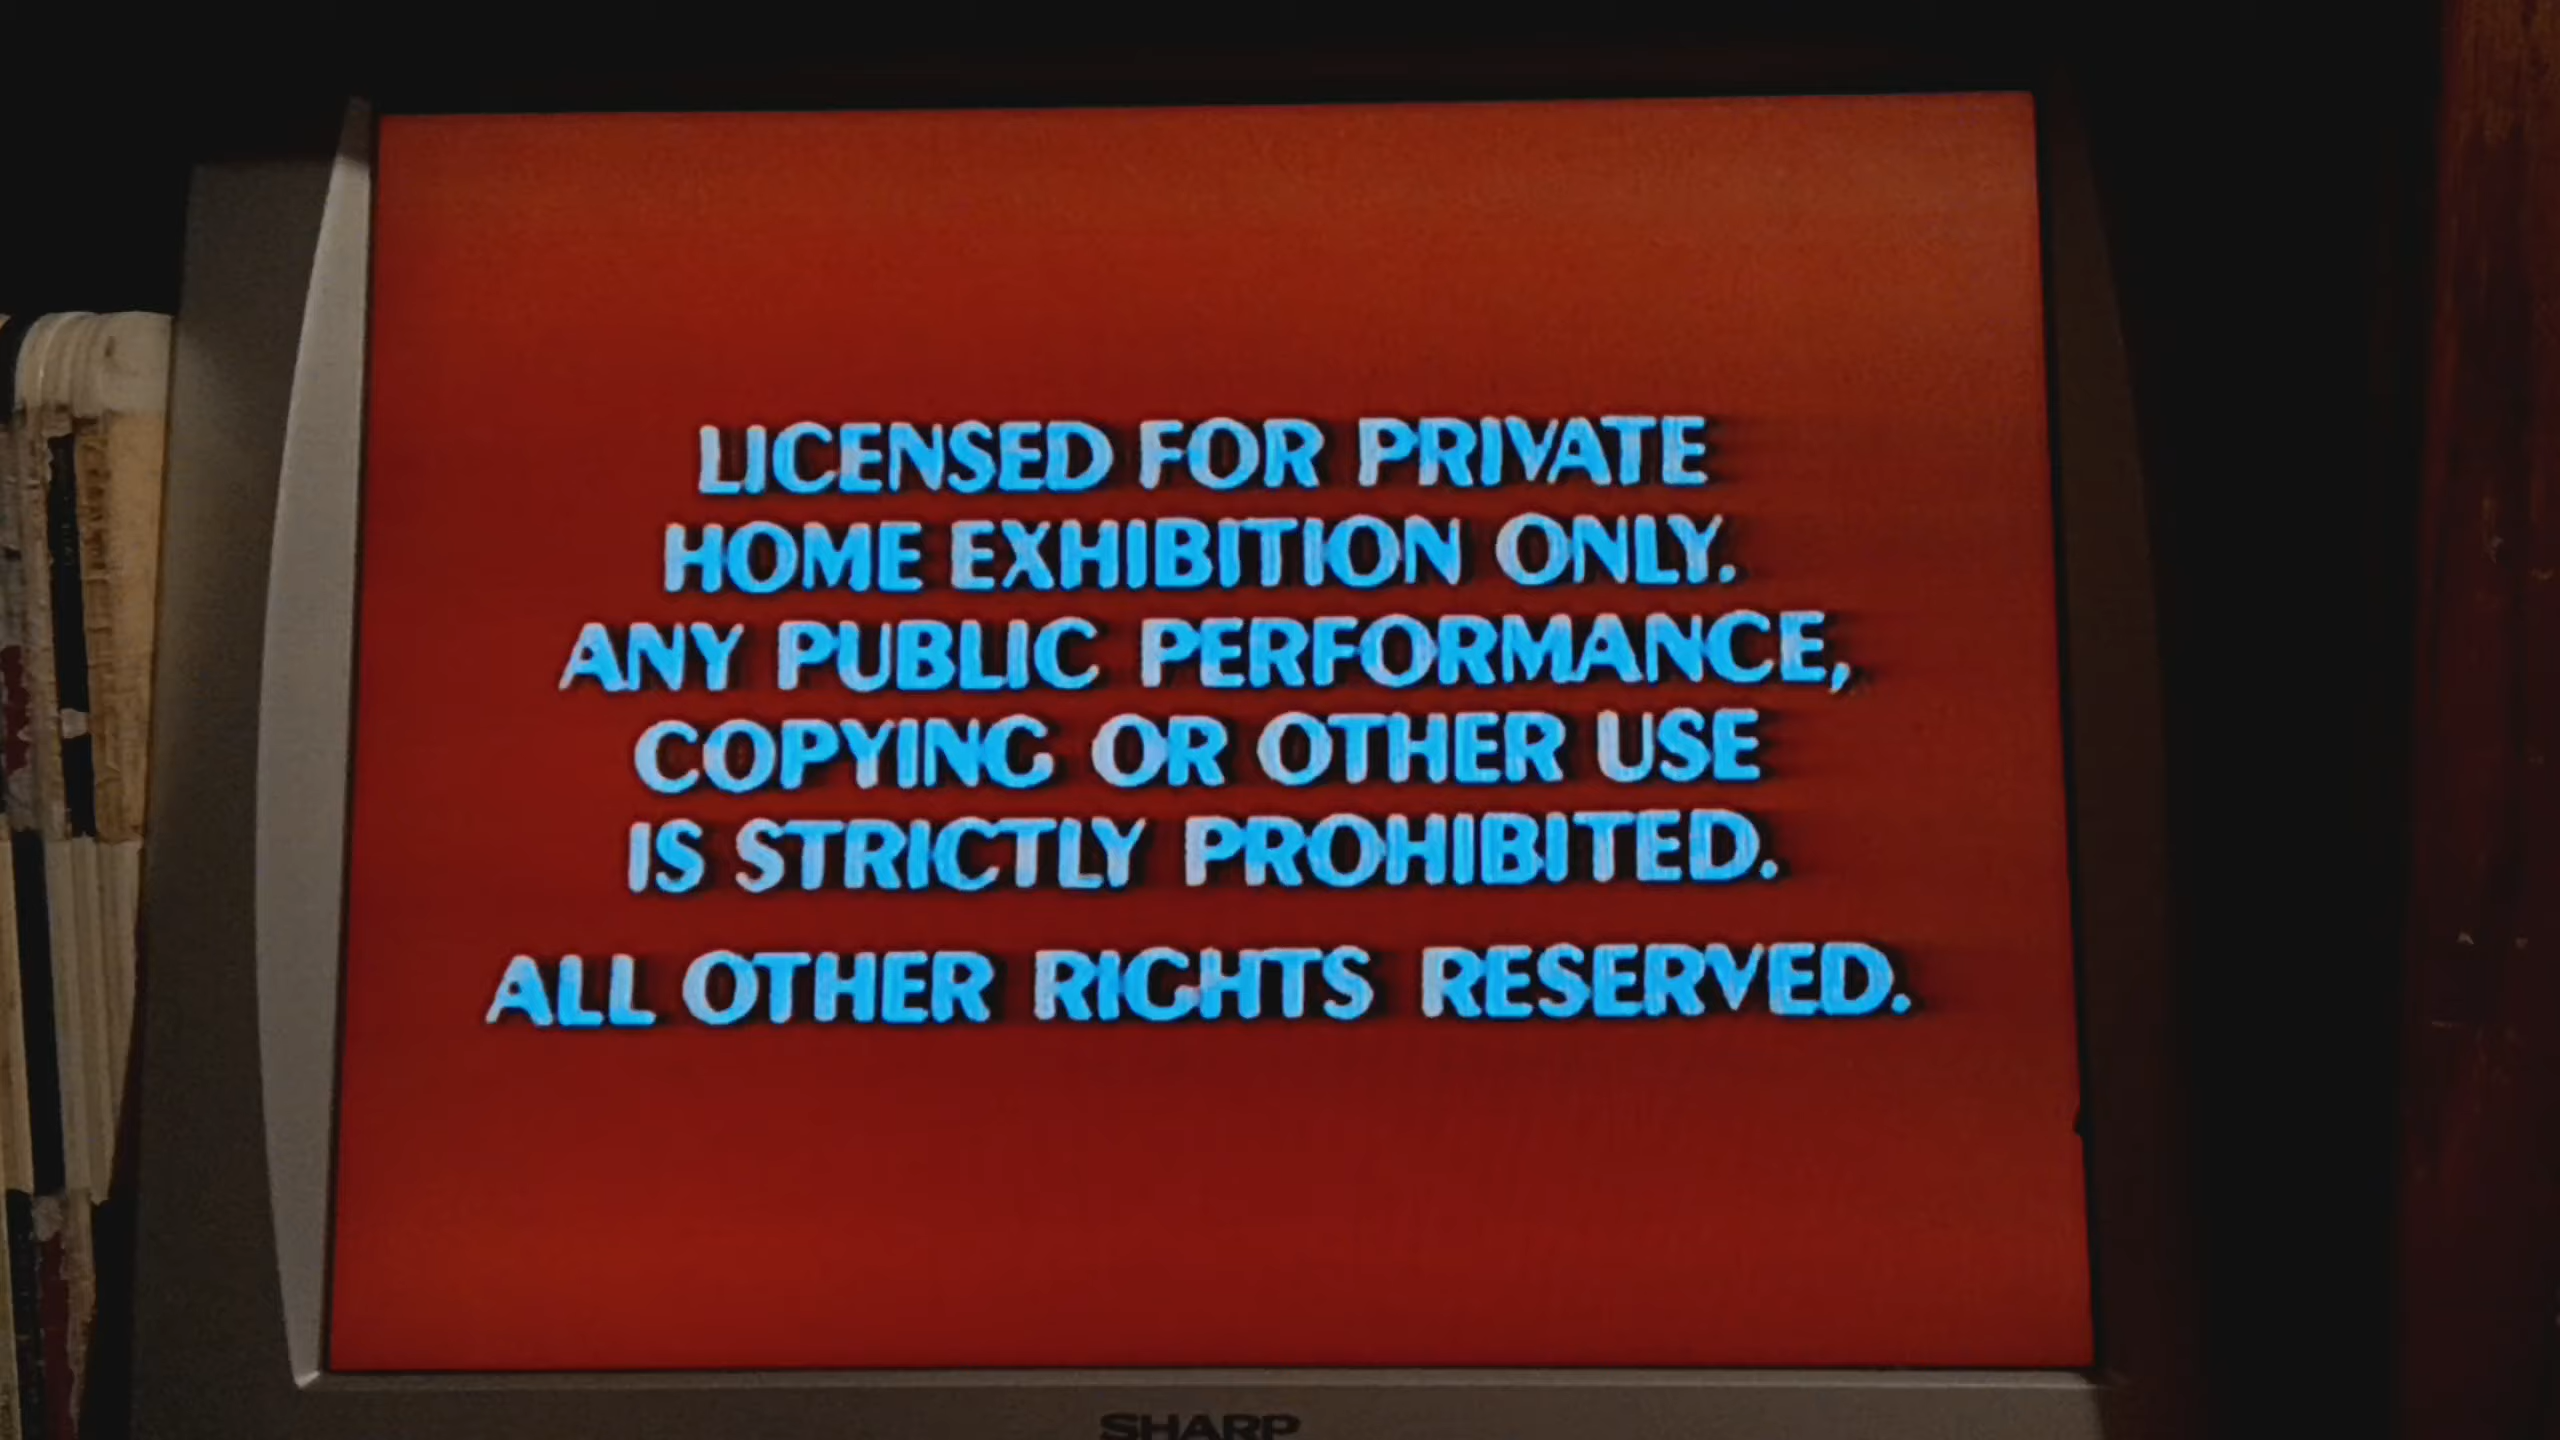 LICENSED FOR PRIVATE
HOME EXHIBITION ONLY.
ANY PUBLIC PERFORMANCE,
COPYING OR OTHER USE
IS STRICTLY PROHIBITED.
ALL OTHER RIGHTS RESERVED.
SHARP